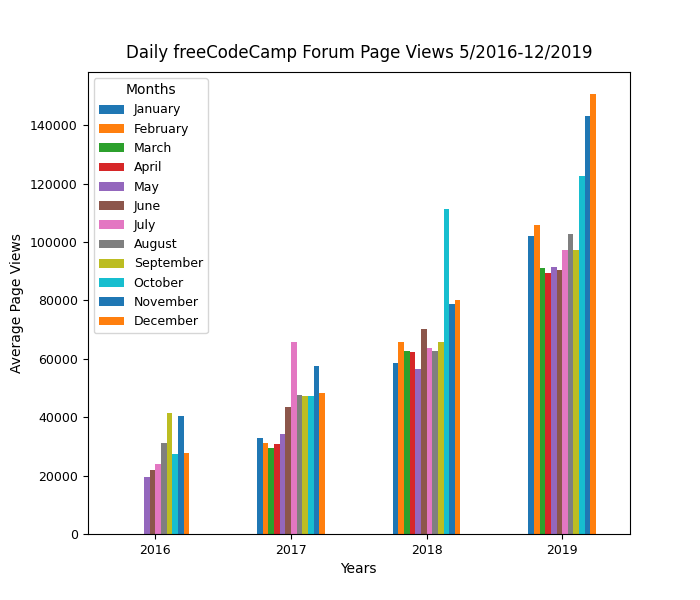 Daily freeCodeCamp Forum Page Views 5/2016-12/2019
Average Page Views
140000
120000
100000
80000
60000
40000
20000
0
Months
January
February
March
April
May
June
July
August
September
October
November
December
2016 2017 2018 2019
Years